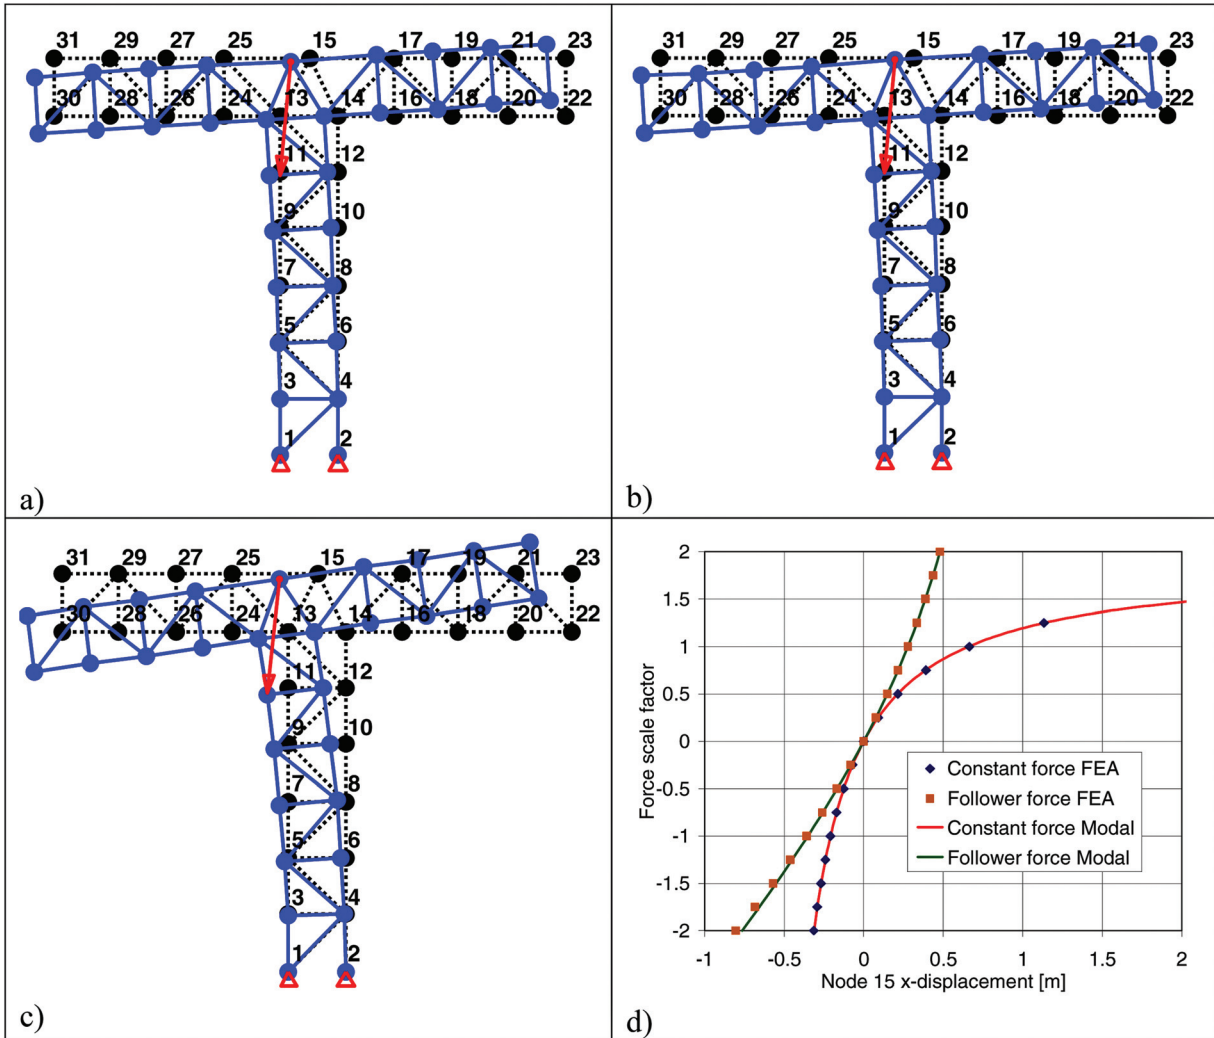 31 29 27 25 15 17 19 21 23
30 28 26 24 13 14 16 18 20 22
11 12
9 10
7 8
5 6
3 4
1 2
a)
31 29 27 25 15 17 19 21 23
30 28 26 24 13 14 16 18 20 22
11 12
9 10
7 8
5 6
3 4
1 2
b)
31 29 27 25 15 17 19 21 23
30 28 26 24 13 14 16 18 20 22
11 12
9 10
7 8
5 6
3 4
1 2
c)
2
1.5
1
0.5
0
-0.5
-1
-1.5
-2
Force scale factor
Constant force FEA
Follower force FEA
Constant force Modal
Follower force Modal
-1 -0.5 0 0.5 1 1.5 2
Node 15 x-displacement [m]
d)